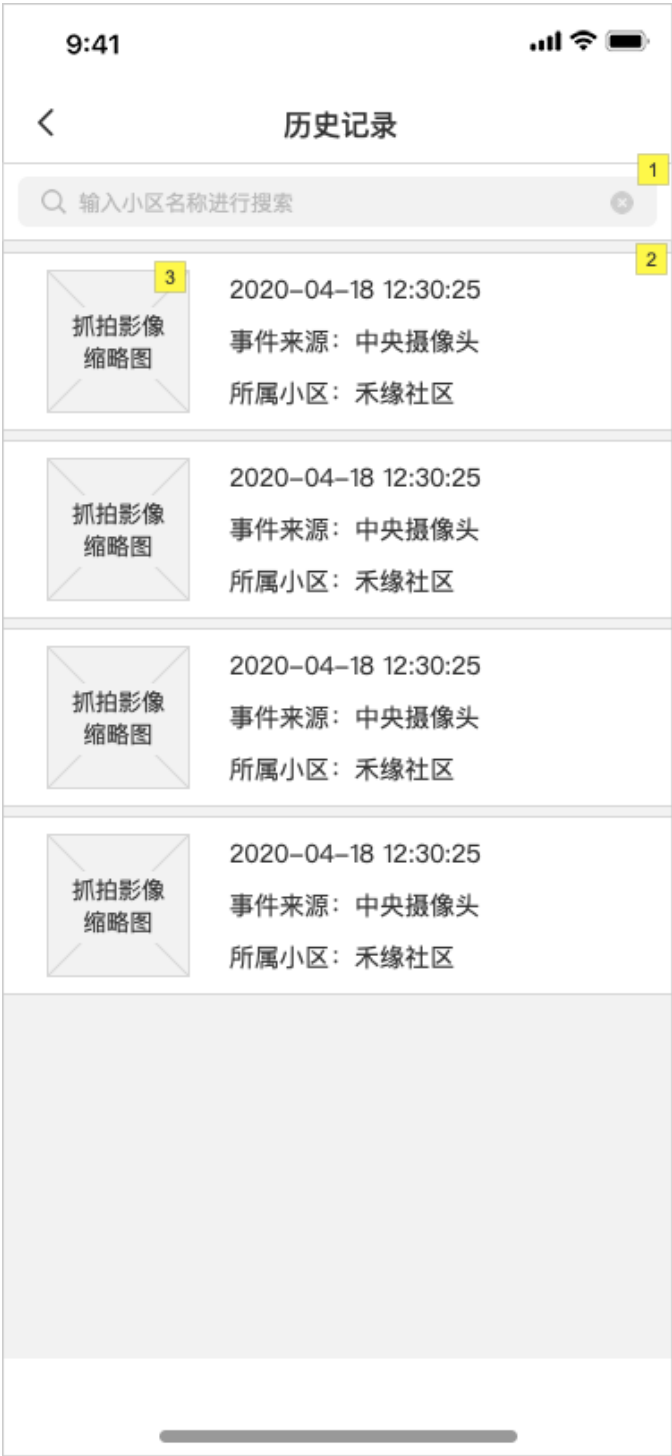 9:41
历史记录
1
输入小区名称进行搜索
2
3
抓拍影像
缩略图
2020-04-18 12:30:25
事件来源：中央摄像头
所属小区：禾缘社区
抓拍影像
缩略图
2020-04-18 12:30:25
事件来源：中央摄像头
所属小区：禾缘社区
抓拍影像
缩略图
2020-04-18 12:30:25
事件来源：中央摄像头
所属小区：禾缘社区
抓拍影像
缩略图
2020-04-18 12:30:25
事件来源：中央摄像头
所属小区：禾缘社区